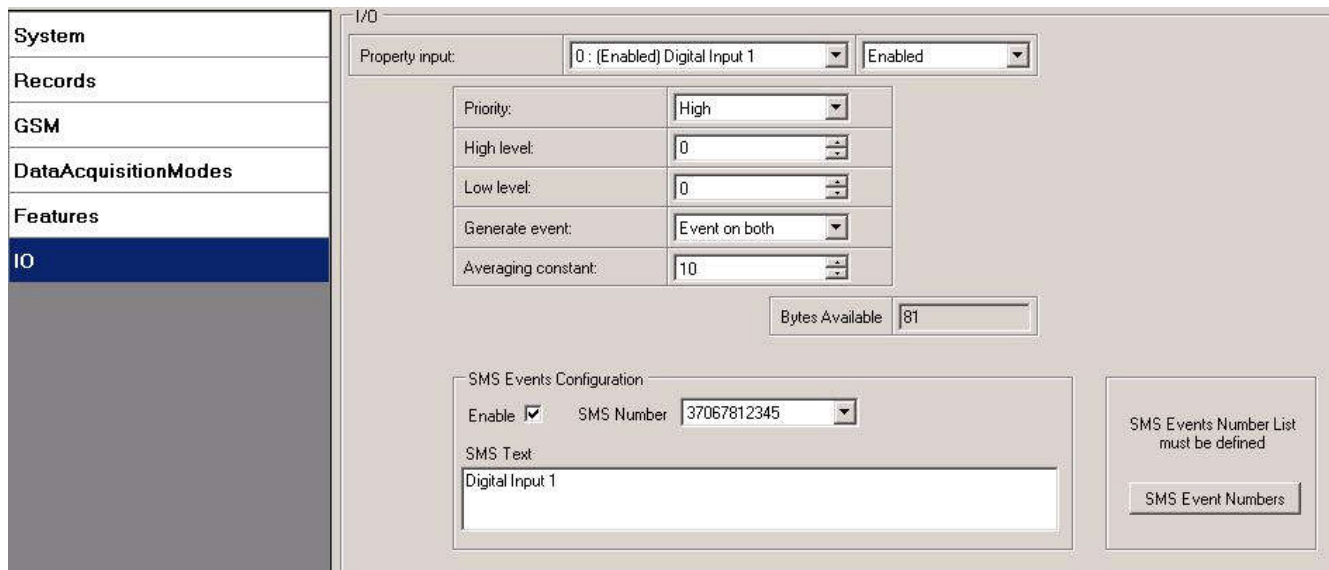 System
Records
GSM
DataAcquisitionModes
Features
IO
I/O
Property input: 0 : (Enabled) Digital Input 1 Enabled
Priority: High
High level: 0
Low level: 0
Generate event: Event on both
Averaging constant: 10
Bytes Available 81
SMS Events Configuration
Enable SMS Number 37067812345
SMS Text
Digital Input 1
SMS Events Number List
must be defined
SMS Event Numbers